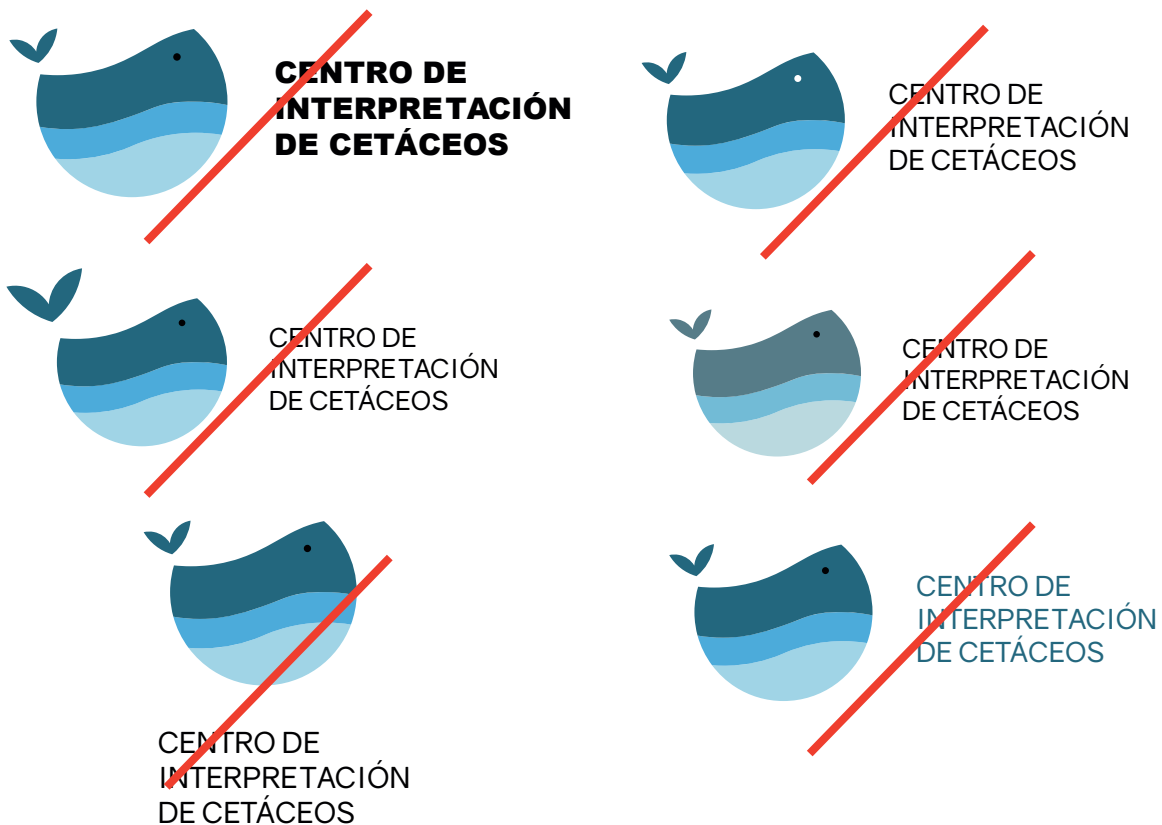 CENTRO DE
INTERPRETACIÓN
DE CETÁCEOS
CENTRO DE
INTERPRETACIÓN
DE CETÁCEOS
CENTRO DE
INTERPRETACIÓN
DE CETÁCEOS
CENTRO DE
INTERPRETACIÓN
DE CETÁCEOS
CENTRO DE
INTERPRETACIÓN
DE CETÁCEOS
CENTRO DE
INTERPRETACIÓN
DE CETÁCEOS